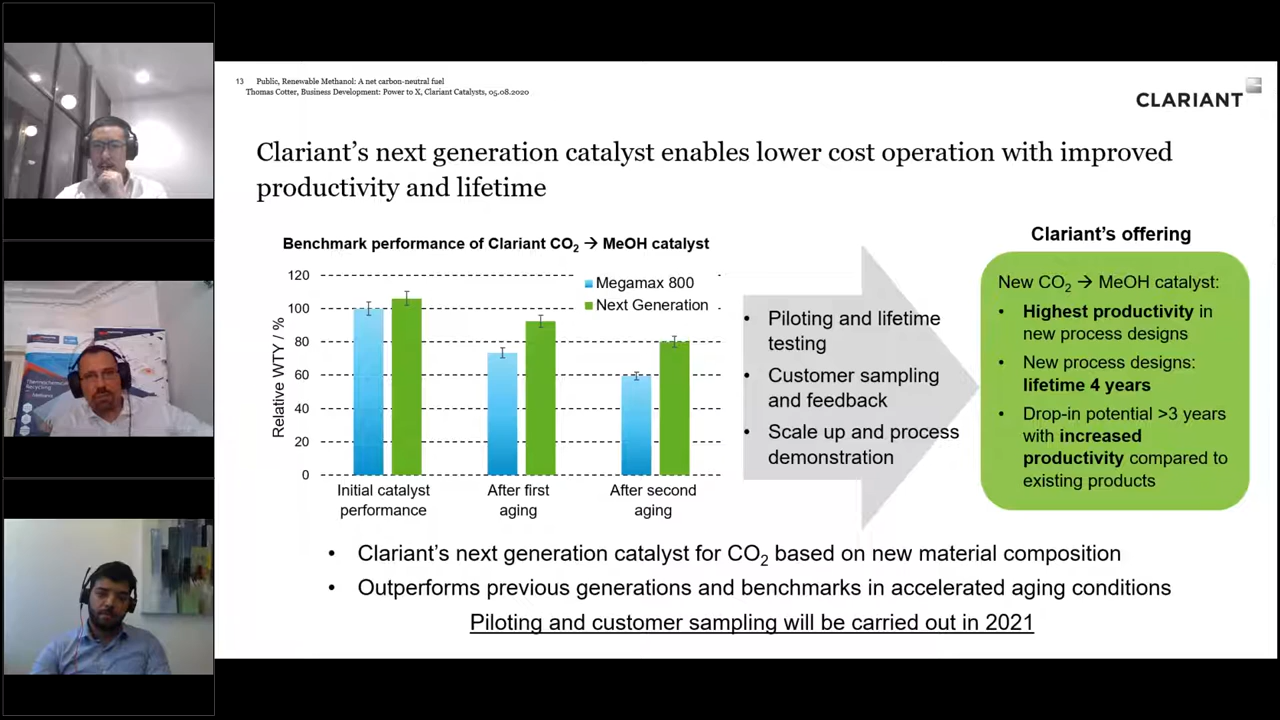 13 Public, Renewable Methanol: A net carbon-neutral fuel
Thomas Cotter, Business Development: Power to X, Clariant Catalysts, 05.08.2020
CLARIANT
Clariant’s next generation catalyst enables lower cost operation with improved
productivity and lifetime
Benchmark performance of Clariant CO₂ → MeOH catalyst
Megamax 800
Next Generation
Relative WTY / %
120
100
80
60
40
20
0
Initial catalyst
performance
After first
aging
After second
aging
• Piloting and lifetime
testing
• Customer sampling
and feedback
• Scale up and process
demonstration
Clariant’s offering
New CO₂ → MeOH catalyst:
• Highest productivity in
new process designs
• New process designs:
lifetime 4 years
• Drop-in potential >3 years
with increased
productivity compared to
existing products
• Clariant’s next generation catalyst for CO₂ based on new material composition
• Outperforms previous generations and benchmarks in accelerated aging conditions
Piloting and customer sampling will be carried out in 2021